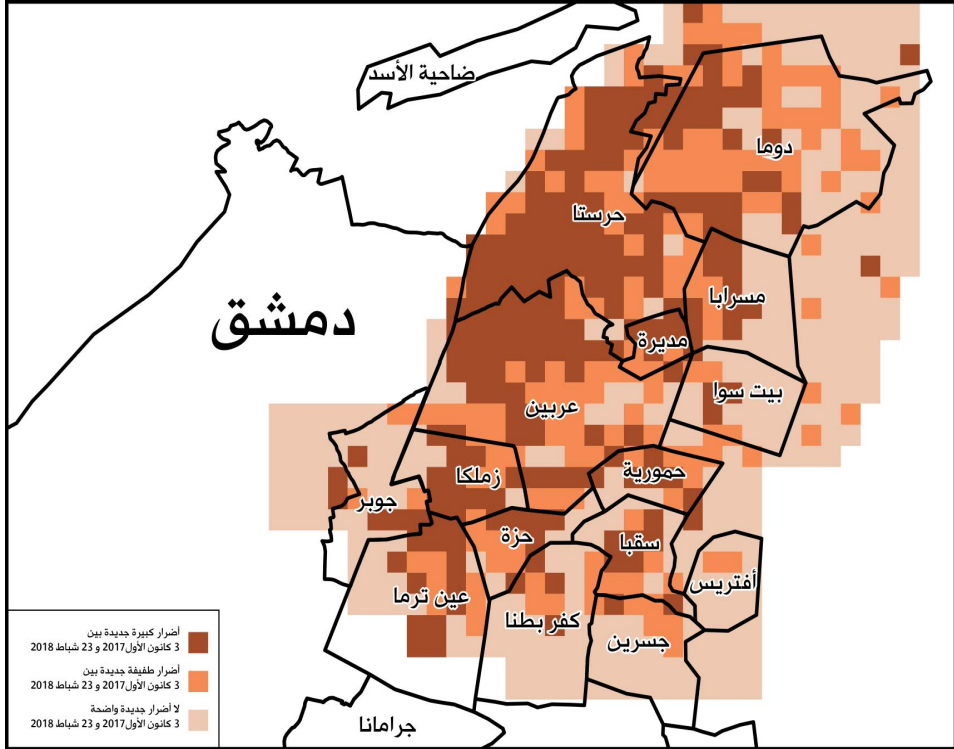 ضاحية الأسد
دوما
حرستا
مسرابا
دمشق
مديرة
بيت سوا
عربين
حمورية
زملكا
جوبر
حزة
سقبا
أفتريس
عين ترما
كفر بطنا
جسرين
جرامانا
أضرار كبيرة جديدة بين
3 كانون الأول2017 و 23 شباط 2018
أضرار طفيفة جديدة بين
3 كانون الأول2017 و 23 شباط 2018
لا أضرار جديدة واضحة
3 كانون الأول2017 و 23 شباط 2018